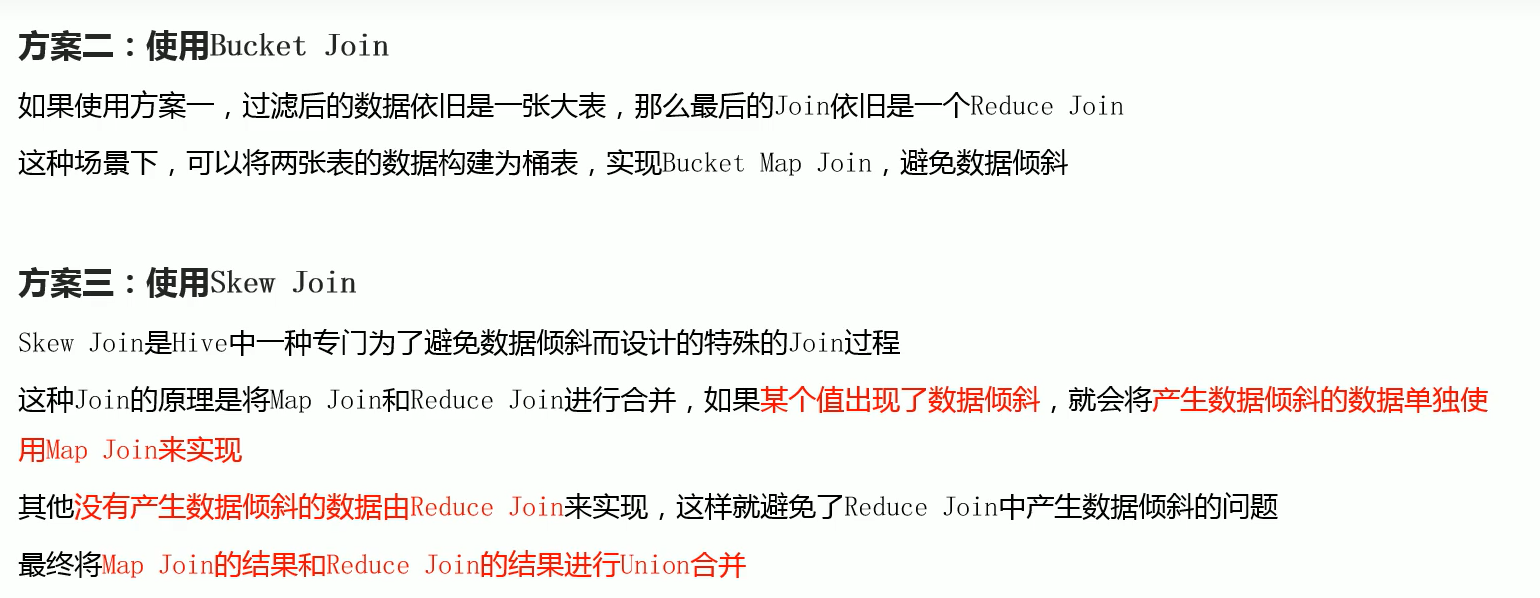 方案二：使用Bucket Join
如果使用方案一，过滤后的数据依旧是一张大表，那么最后的Join依旧是一个Reduce Join
这种场景下，可以将两张表的数据构建为桶表，实现Bucket Map Join，避免数据倾斜
方案三：使用Skew Join
Skew Join是Hive中一种专门为了避免数据倾斜而设计的特殊的Join过程
这种Join的原理是将Map Join和Reduce Join进行合并，如果某个值出现了数据倾斜，就会将产生数据倾斜的数据单独使
用Map Join来实现
其他没有产生数据倾斜的数据由Reduce Join来实现，这样就避免了Reduce Join中产生数据倾斜的问题
最终将Map Join的结果和Reduce Join的结果进行Union合并